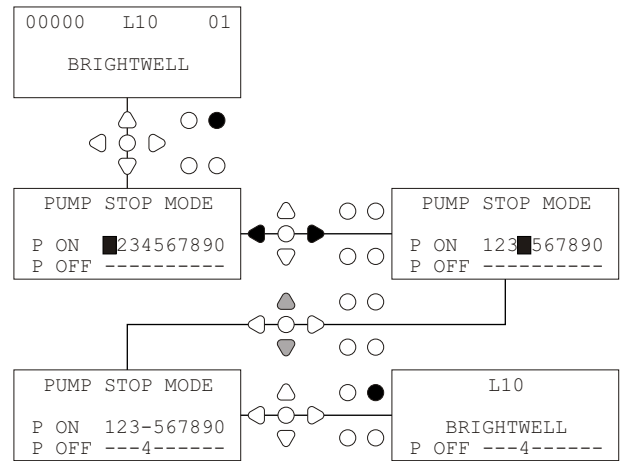 00000 L10 01
BRIGHTWELL
PUMP STOP MODE
P ON █234567890
P OFF ----------
PUMP STOP MODE
P ON 123█567890
P OFF ----------
PUMP STOP MODE
P ON 123-567890
P OFF ---4------
L10
BRIGHTWELL
P OFF ---4------